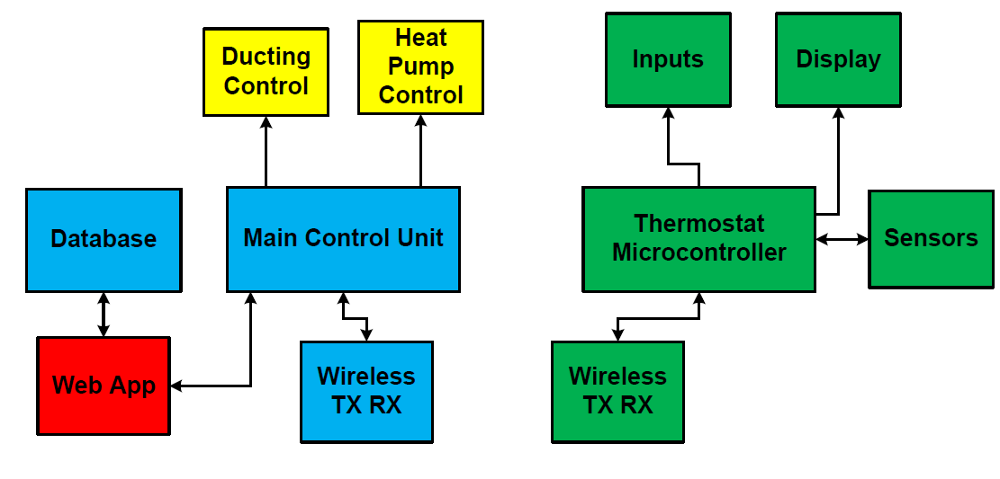 Ducting
Control
Heat
Pump
Control
Inputs
Display
Database
Main Control Unit
Thermostat
Microcontroller
Sensors
Web App
Wireless
TX RX
Wireless
TX RX